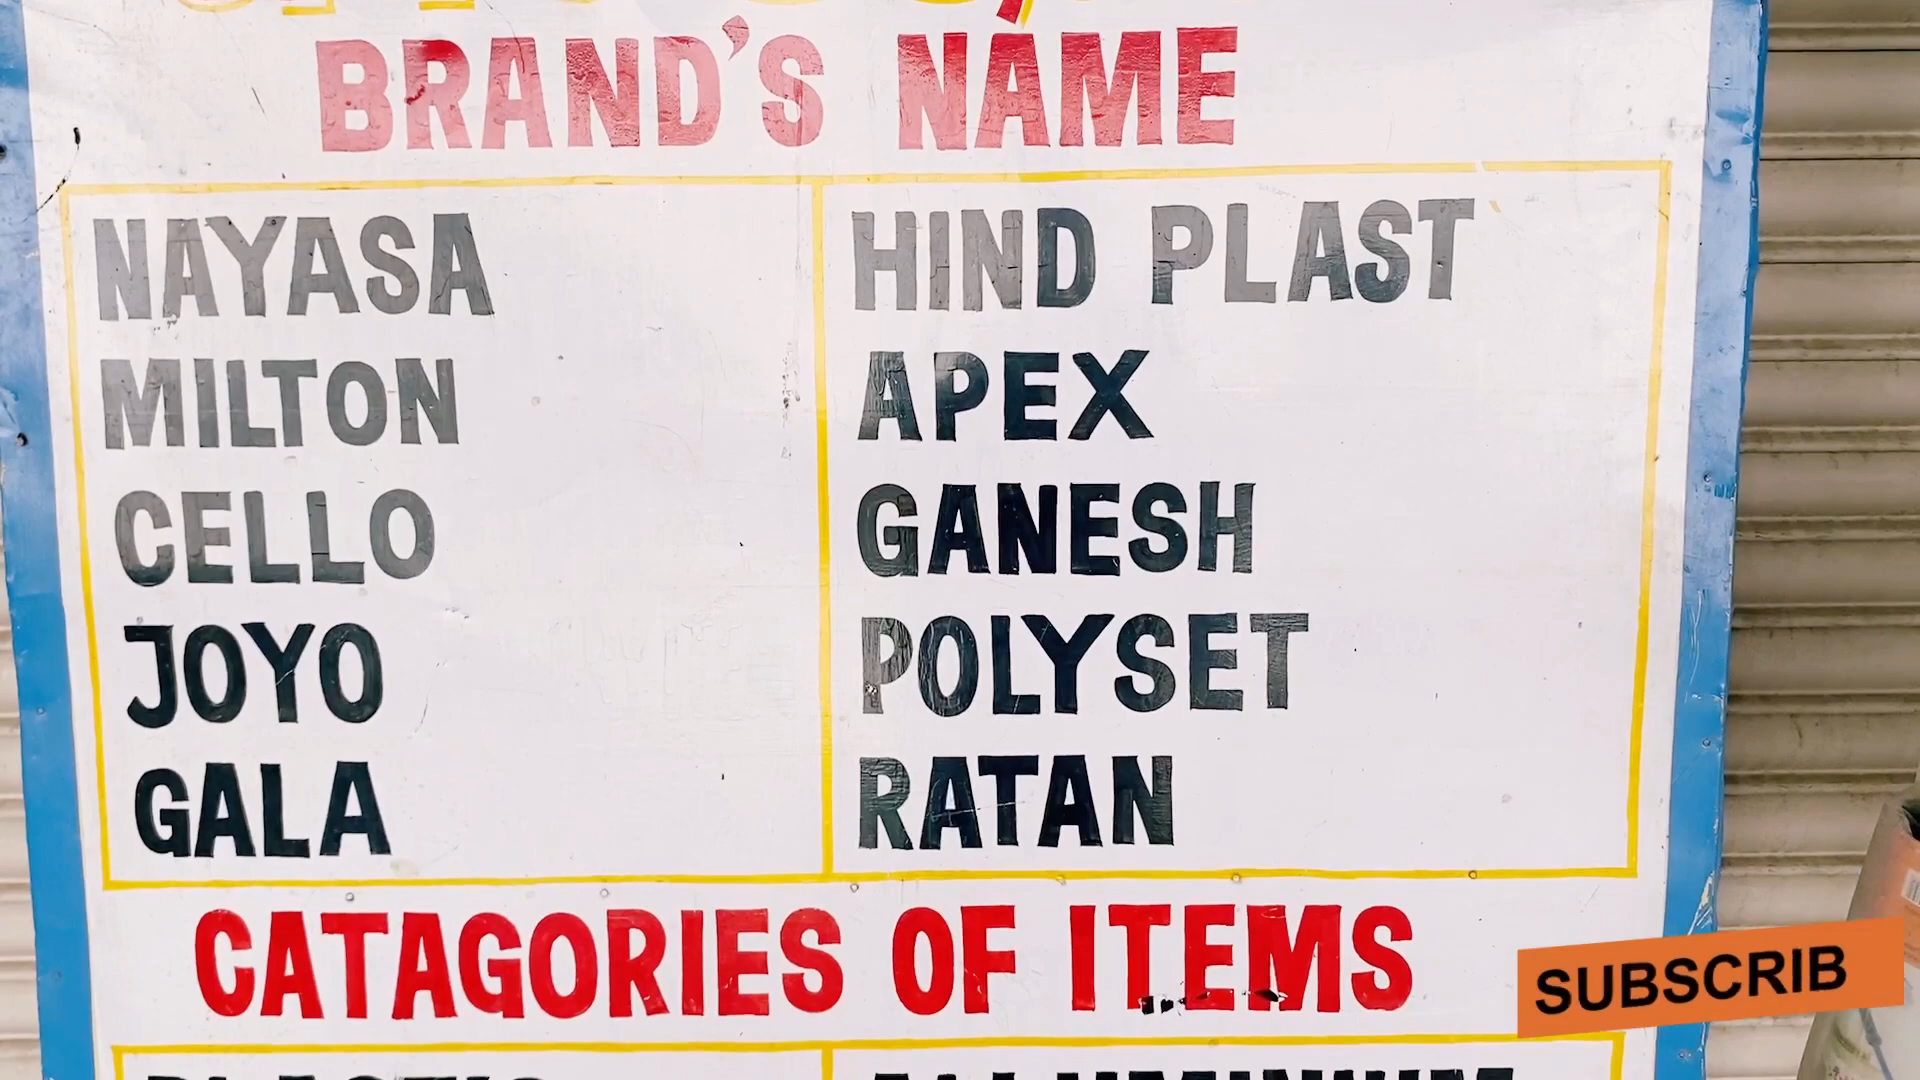 BRAND'S NAME
NAYASA
MILTON
CELLO
JOYO
GALA
HIND PLAST
APEX
GANESH
POLYSET
RATAN
CATAGORIES OF ITEMS
SUBSCRIB